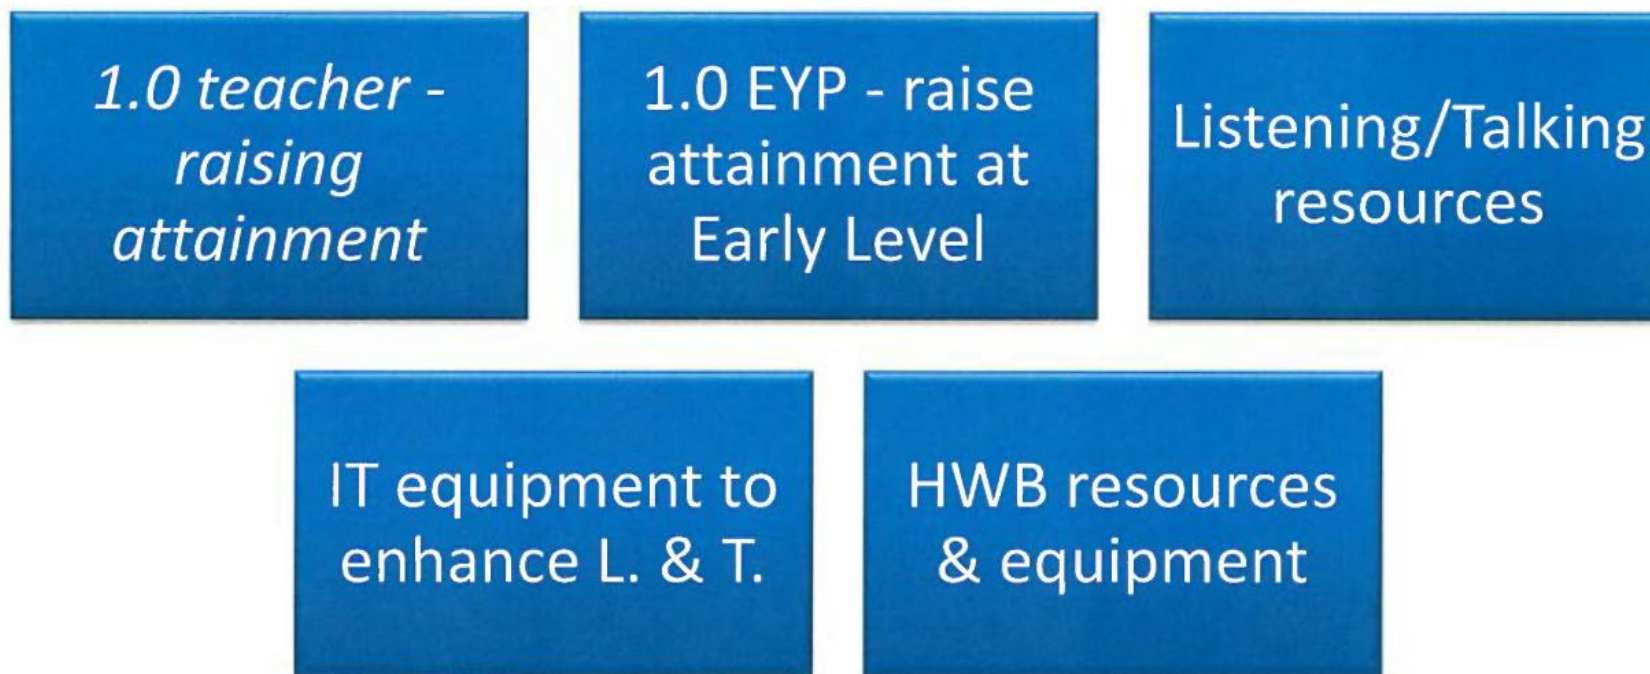 1.0 teacher -
raising
attainment
1.0 EYP - raise
attainment at
Early Level
Listening/Talking
resources
IT equipment to
enhance L. & T.
HWB resources
& equipment